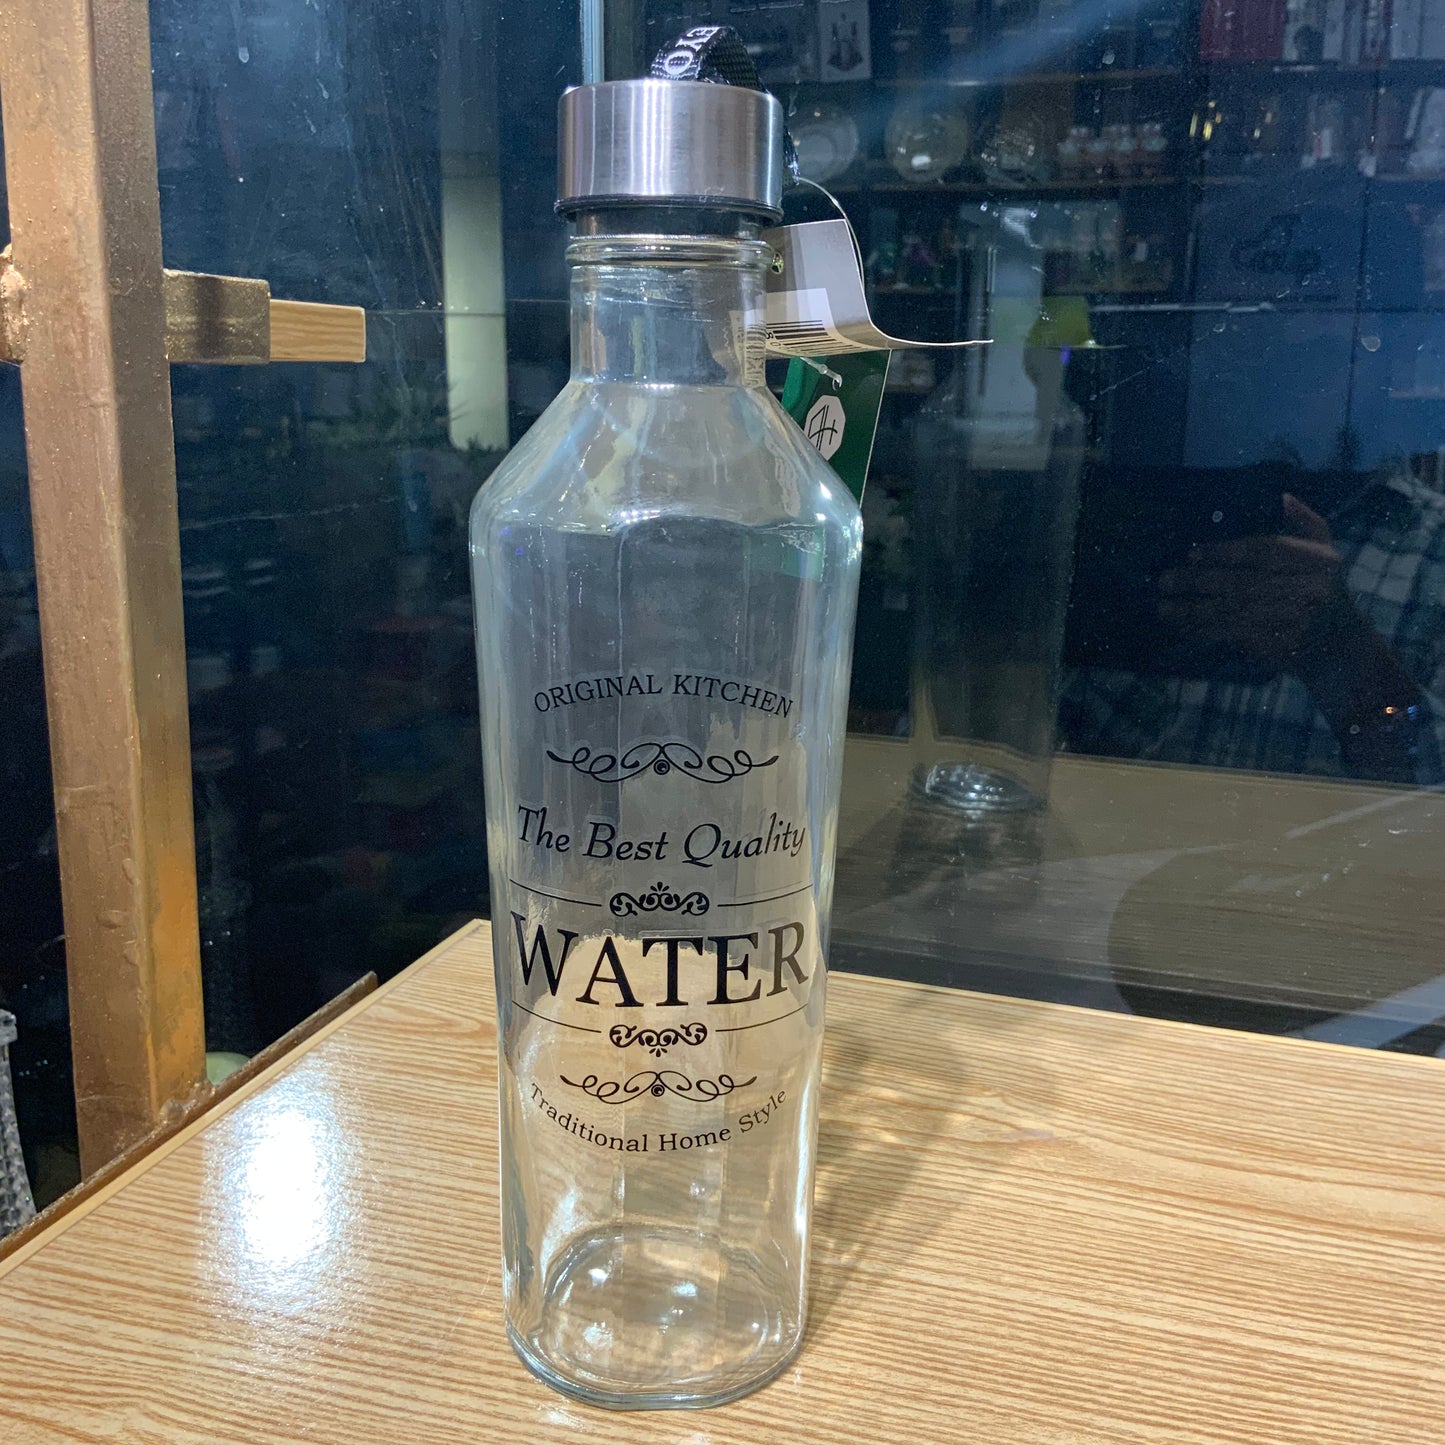 ORIGINAL KITCHEN
The Best Quality
WATER
Traditional Home Style